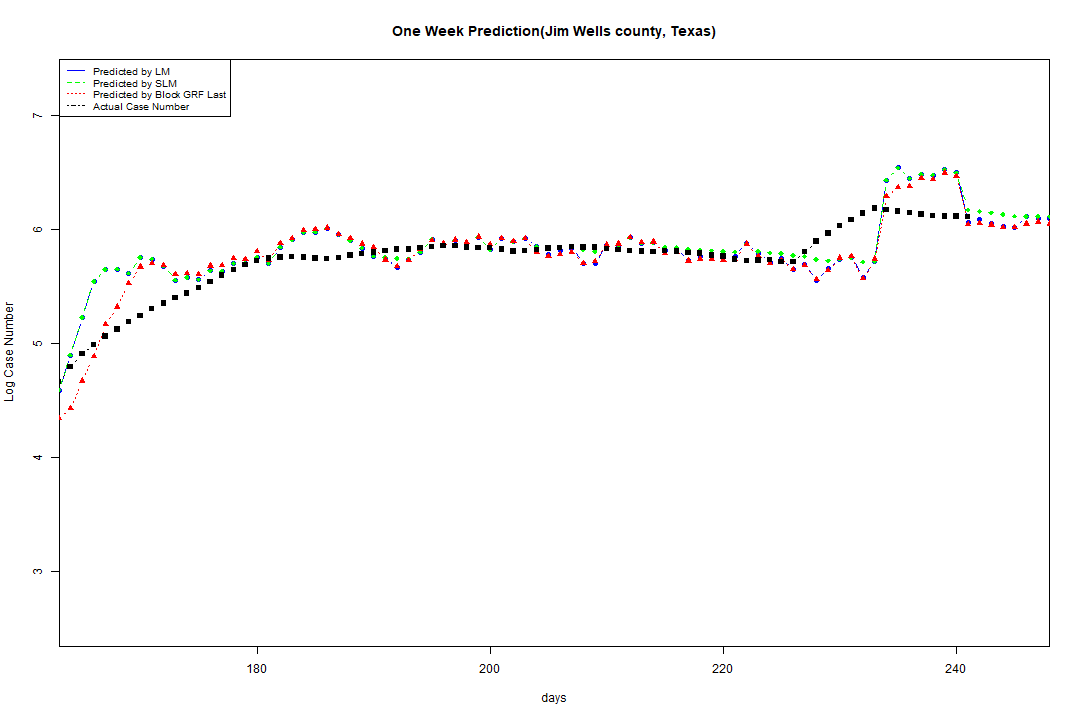 One Week Prediction(Jim Wells county, Texas)
Predicted by LM
Predicted by SLM
Predicted by Block GRF Last
Actual Case Number
7
6
5
4
3
Log Case Number
180 200 220 240
days